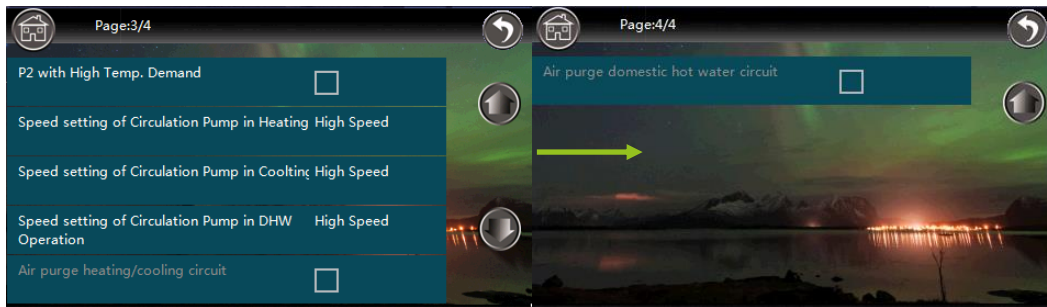 Page:3/4
P2 with High Temp. Demand
Speed setting of Circulation Pump in Heating High Speed
Speed setting of Circulation Pump in Coolting High Speed
Speed setting of Circulation Pump in DHW High Speed
Operation
Air purge heating/cooling circuit
Page:4/4
Air purge domestic hot water circuit